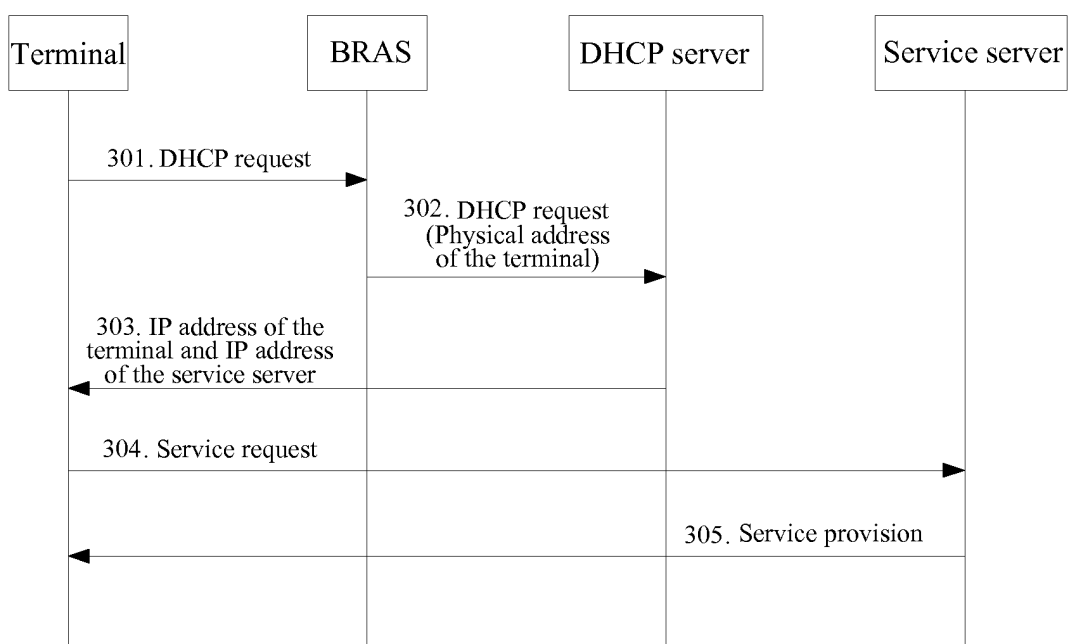 Terminal
BRAS
DHCP server
Service server
301. DHCP request
302. DHCP request
(Physical address
of the terminal)
303. IP address of the
terminal and IP address
of the service server
304. Service request
305. Service provision